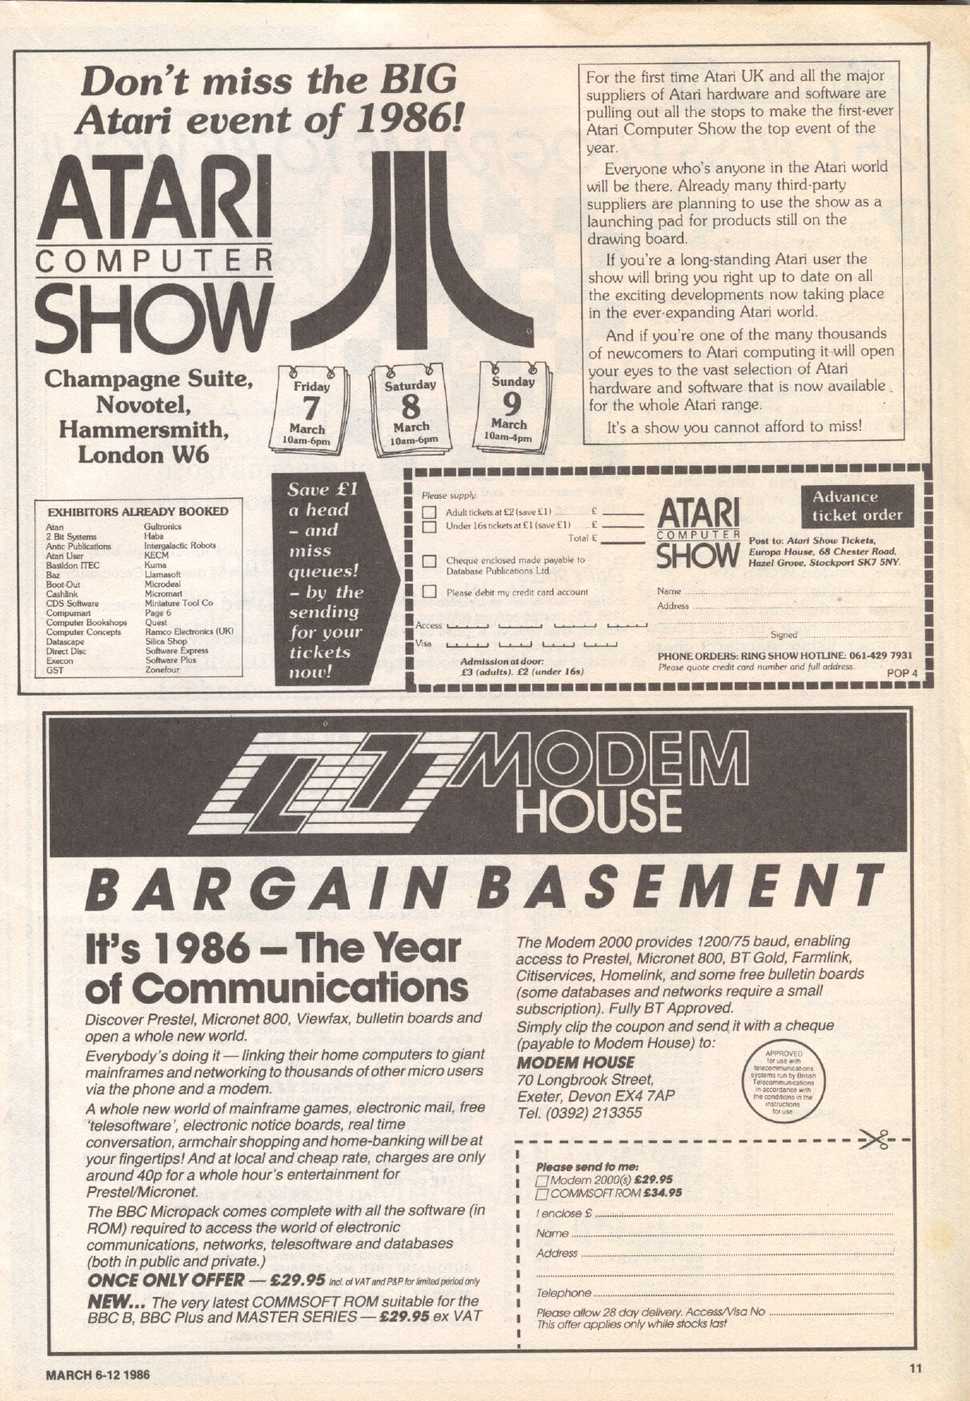 Don't miss the BIG
Atari event of 1986!
ATARI
COMPUTER
SHOW
Champagne Suite,
Novotel,
Hammersmith,
London W6
Friday
7
March
10am-6pm
Saturday
8
March
10am-6pm
Sunday
9
March
10am-4pm
For the first time Atari UK and all the major
suppliers of Atari hardware and software are
pulling out all the stops to make the first-ever
Atari Computer Show the top event of the
year.
Everyone who's anyone in the Atari world
will be there. Already many third-party
suppliers are planning to use the show as a
launching pad for products still on the
drawing board.
If you're a long-standing Atari user the
show will bring you right up to date on all
the exciting developments now taking place
in the ever-expanding Atari world.
And if you're one of the many thousands
of newcomers to Atari computing it will open
your eyes to the vast selection of Atari
hardware and software that is now available
for the whole Atari range.
It's a show you cannot afford to miss!
EXHIBITORS ALREADY BOOKED
Atari
2 Bit Systems
Antic Publications
Atari User
Basildon ITEC
Baz
Boot-Out
Cashlink
CDS Software
Compumart
Computer Bookshops
Computer Concepts
Datascape
Direct Disc
Execon
GST
Gultronics
Haba
Intergalactic Robots
KECM
Kuma
Llamasoft
Microdeal
Micromart
Miniature Tool Co
Page 6
Quest
Ramco Electronics (UK)
Silica Shop
Software Express
Software Plus
Zonefour
Save £1
a head
– and
miss
queues!
– by the
sending
for your
tickets
now!
Please supply:
Adult tickets at £2 (save £1) £
Under 16s tickets at £1 (save £1) £
Total £
Cheque enclosed made payable to
Database Publications Ltd.
Please debit my credit card account
Access
Visa
Admission at door:
£3 (adults), £2 (under 16s)
ATARI
COMPUTER
SHOW
Advance
ticket order
Post to: Atari Show Tickets,
Europa House, 68 Chester Road,
Hazel Grove, Stockport SK7 5NY.
Name
Address
Signed
PHONE ORDERS: RING SHOW HOTLINE: 061-429 7931
Please quote credit card number and full address
POP 4
MODEM
HOUSE
BARGAIN BASEMENT
It's 1986 – The Year
of Communications
Discover Prestel, Micronet 800, Viewfax, bulletin boards and
open a whole new world.
Everybody's doing it — linking their home computers to giant
mainframes and networking to thousands of other micro users
via the phone and a modem.
A whole new world of mainframe games, electronic mail, free
'telesoftware', electronic notice boards, real time
conversation, armchair shopping and home-banking will be at
your fingertips! And at local and cheap rate, charges are only
around 40p for a whole hour's entertainment for
Prestel/Micronet.
The BBC Micropack comes complete with all the software (in
ROM) required to access the world of electronic
communications, networks, telesoftware and databases
(both in public and private.)
ONCE ONLY OFFER — £29.95 incl. of VAT and P&P for limited period only
NEW... The very latest COMMSOFT ROM suitable for the
BBC B, BBC Plus and MASTER SERIES — £29.95 ex VAT
The Modem 2000 provides 1200/75 baud, enabling
access to Prestel, Micronet 800, BT Gold, Farmlink,
Citiservices, Homelink, and some free bulletin boards
(some databases and networks require a small
subscription). Fully BT Approved.
Simply clip the coupon and send it with a cheque
(payable to Modem House) to:
MODEM HOUSE
70 Longbrook Street,
Exeter, Devon EX4 7AP
Tel. (0392) 213355
APPROVED
for use with
telecommunications
systems run by British
Telecommunications
in accordance with
the conditions in the
instructions
for use
Please send to me:
Modem 2000(s) £29.95
COMMSOFT ROM £34.95
I enclose £
Name
Address
Telephone
Please allow 28 day delivery. Access/Visa No
This offer applies only while stocks last
MARCH 6-12 1986
11